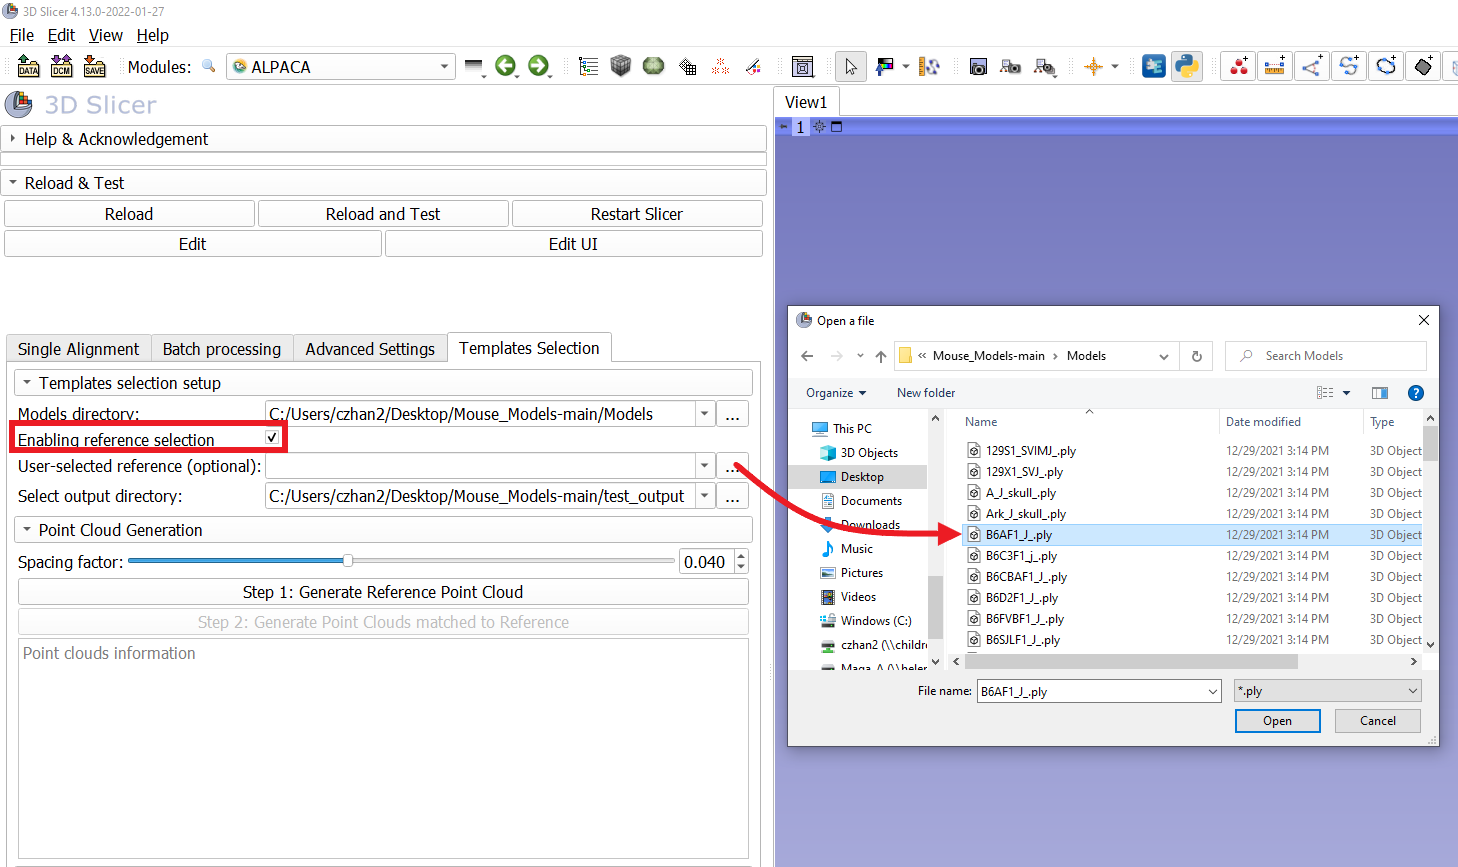 3D Slicer 4.13.0-2022-01-27
File Edit View Help
DATA DCM SAVE Modules: ALPACA
3D Slicer
Help & Acknowledgement
Reload & Test
Reload Reload and Test Restart Slicer
Edit Edit UI
Single Alignment Batch processing Advanced Settings Templates Selection
Templates selection setup
Models directory: C:/Users/czhan2/Desktop/Mouse_Models-main/Models ...
Enabling reference selection
User-selected reference (optional): ...
Select output directory: C:/Users/czhan2/Desktop/Mouse_Models-main/test_output ...
Point Cloud Generation
Spacing factor: 0.040
Step 1: Generate Reference Point Cloud
Step 2: Generate Point Clouds matched to Reference
Point clouds information
View1
1
Open a file
« Mouse_Models-main › Models
Search Models
Organize New folder
This PC
3D Objects
Desktop
Documents
Downloads
Music
Pictures
Videos
Windows (C:)
czhan2 (\\childre
Maga_A (\\heler
Name Date modified Type
129S1_SVIMJ_.ply 12/29/2021 3:14 PM 3D Object
129X1_SVJ_.ply 12/29/2021 3:14 PM 3D Object
A_J_skull_.ply 12/29/2021 3:14 PM 3D Object
Ark_J_skull_.ply 12/29/2021 3:14 PM 3D Object
B6AF1_J_.ply 12/29/2021 3:14 PM 3D Object
B6C3F1_j_.ply 12/29/2021 3:14 PM 3D Object
B6CBAF1_J_.ply 12/29/2021 3:14 PM 3D Object
B6D2F1_J_.ply 12/29/2021 3:14 PM 3D Object
B6FVBF1_J_.ply 12/29/2021 3:14 PM 3D Object
B6SJLF1_J_.ply 12/29/2021 3:14 PM 3D Object
File name: B6AF1_J_.ply *.ply
Open Cancel